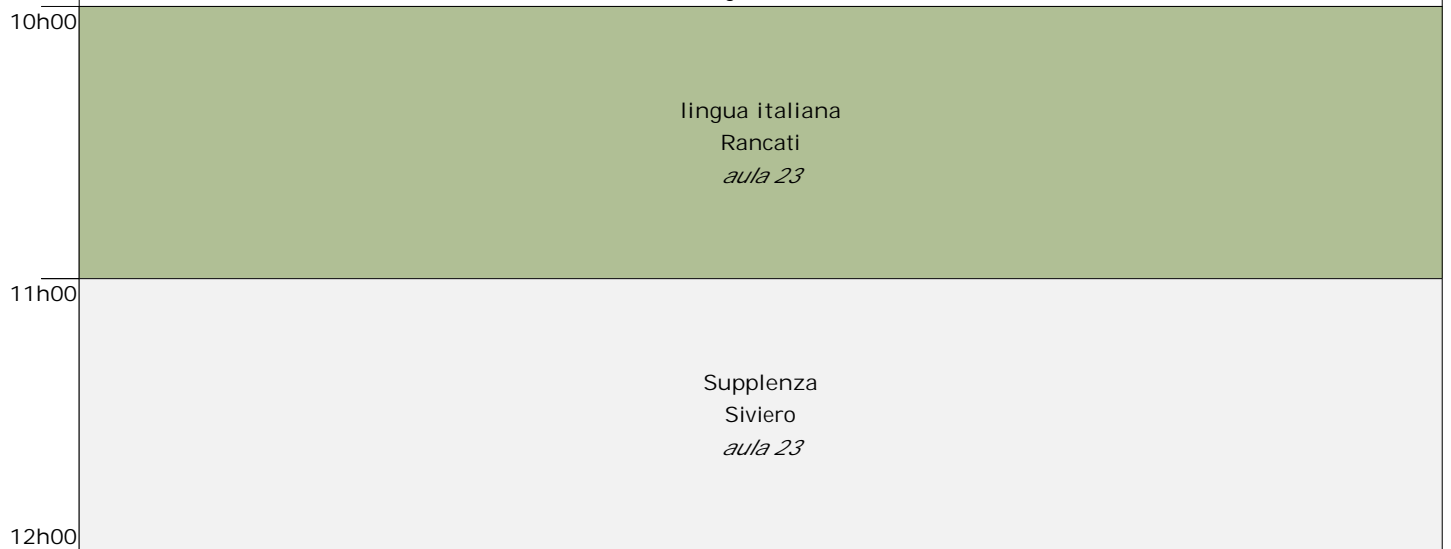 10h00
lingua italiana
Rancati
aula 23
11h00
Supplenza
Siviero
aula 23
12h00